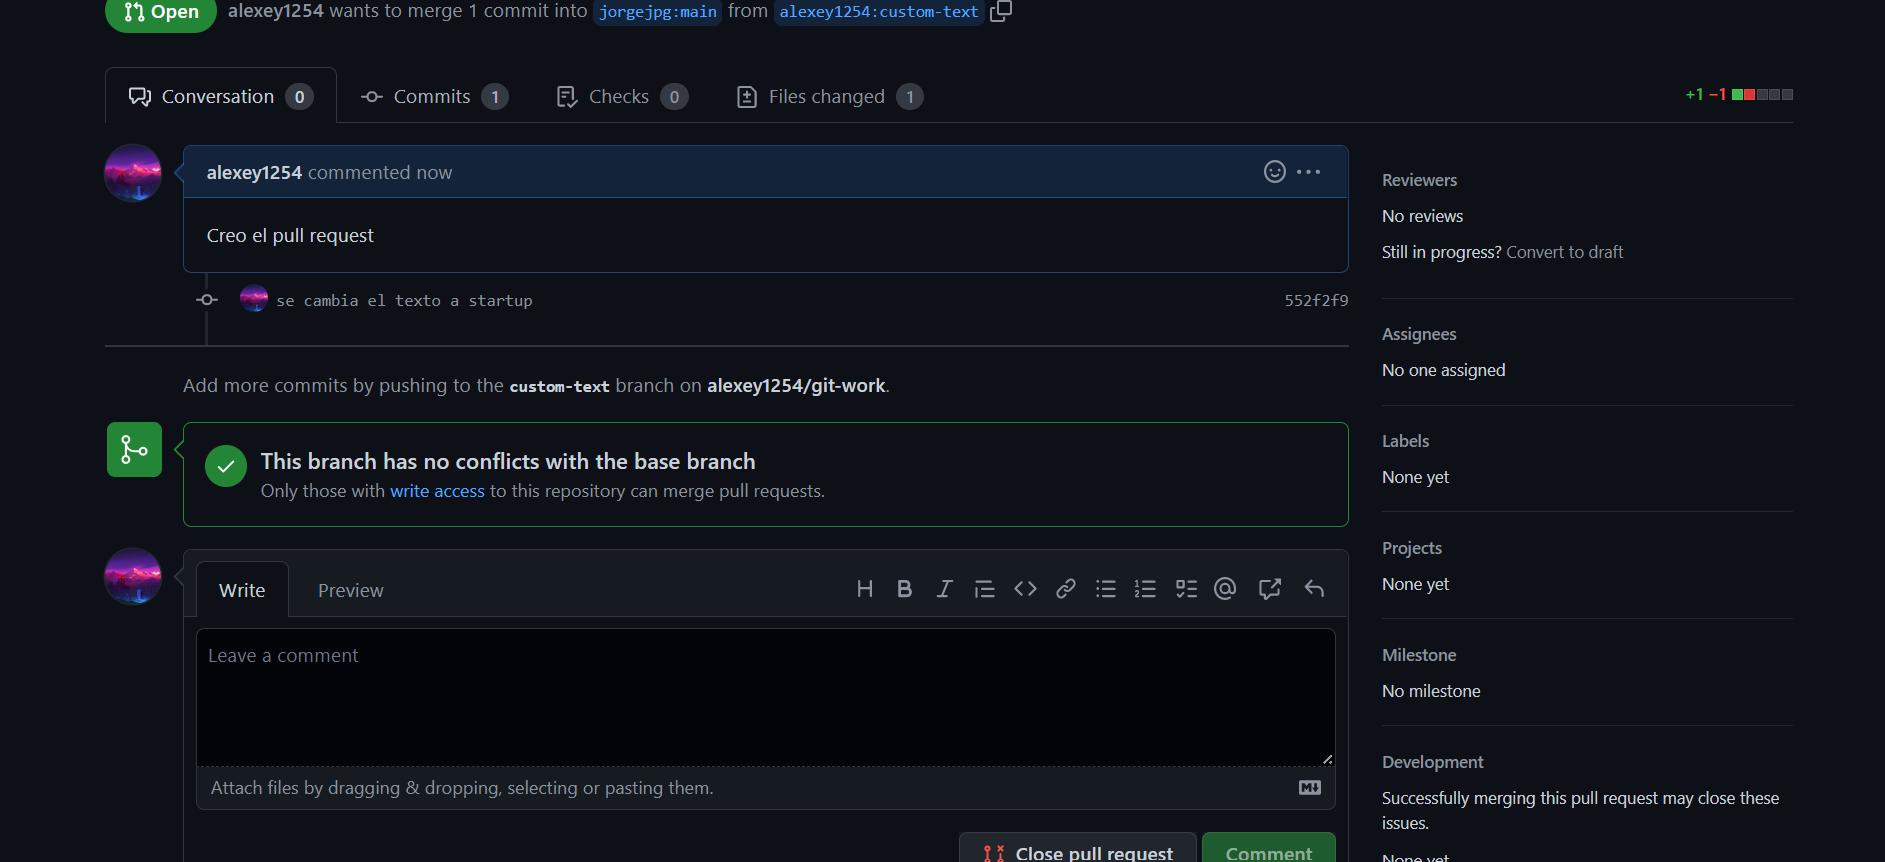 Open alexey1254 wants to merge 1 commit into jorgejpg:main from alexey1254:custom-text
Conversation 0 Commits 1 Checks 0 Files changed 1 +1 −1
alexey1254 commented now
Creo el pull request
se cambia el texto a startup 552f2f9
Add more commits by pushing to the custom-text branch on alexey1254/git-work.
This branch has no conflicts with the base branch
Only those with write access to this repository can merge pull requests.
Write Preview
Leave a comment
Attach files by dragging & dropping, selecting or pasting them.
Close pull request Comment
Reviewers
No reviews
Still in progress? Convert to draft
Assignees
No one assigned
Labels
None yet
Projects
None yet
Milestone
No milestone
Development
Successfully merging this pull request may close these
issues.
None yet